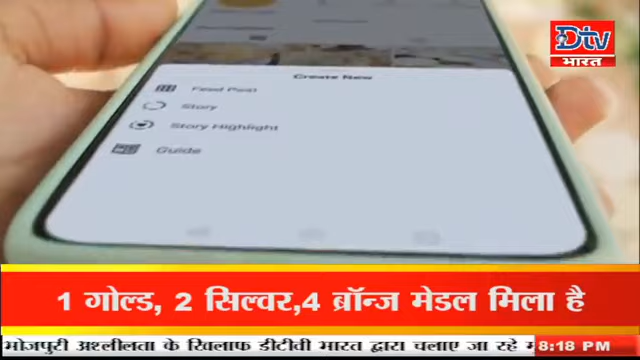 Dtv
भारत
Create New
Feed Post
Story
Story Highlight
Guide
1 गोल्ड, 2 सिल्वर,4 ब्रॉन्ज मेडल मिला है
भोजपुरी अश्लीलता के खिलाफ डीटीवी भारत द्वारा चलाए जा रहे
8:18 PM